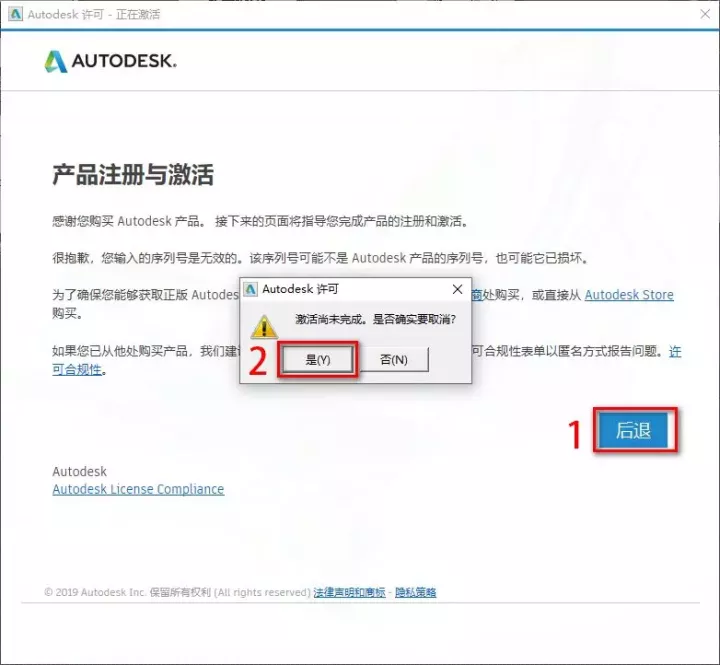 Autodesk 许可 - 正在激活
AUTODESK.
产品注册与激活
感谢您购买 Autodesk 产品。 接下来的页面将指导您完成产品的注册和激活。
很抱歉，您输入的序列号是无效的。该序列号可能不是 Autodesk 产品的序列号，也可能它已损坏。
为了确保您能够获取正版 Autodes
商处购买，或直接从 Autodesk Store
购买。
Autodesk 许可
激活尚未完成。是否确实要取消?
2
是(Y)
否(N)
如果您已从他处购买产品，我们建
可合规性表单以匿名方式报告问题。许
可合规性。
1
后退
Autodesk
Autodesk License Compliance
© 2019 Autodesk Inc. 保留所有权利 (All rights reserved) 法律声明和商标 - 隐私策略